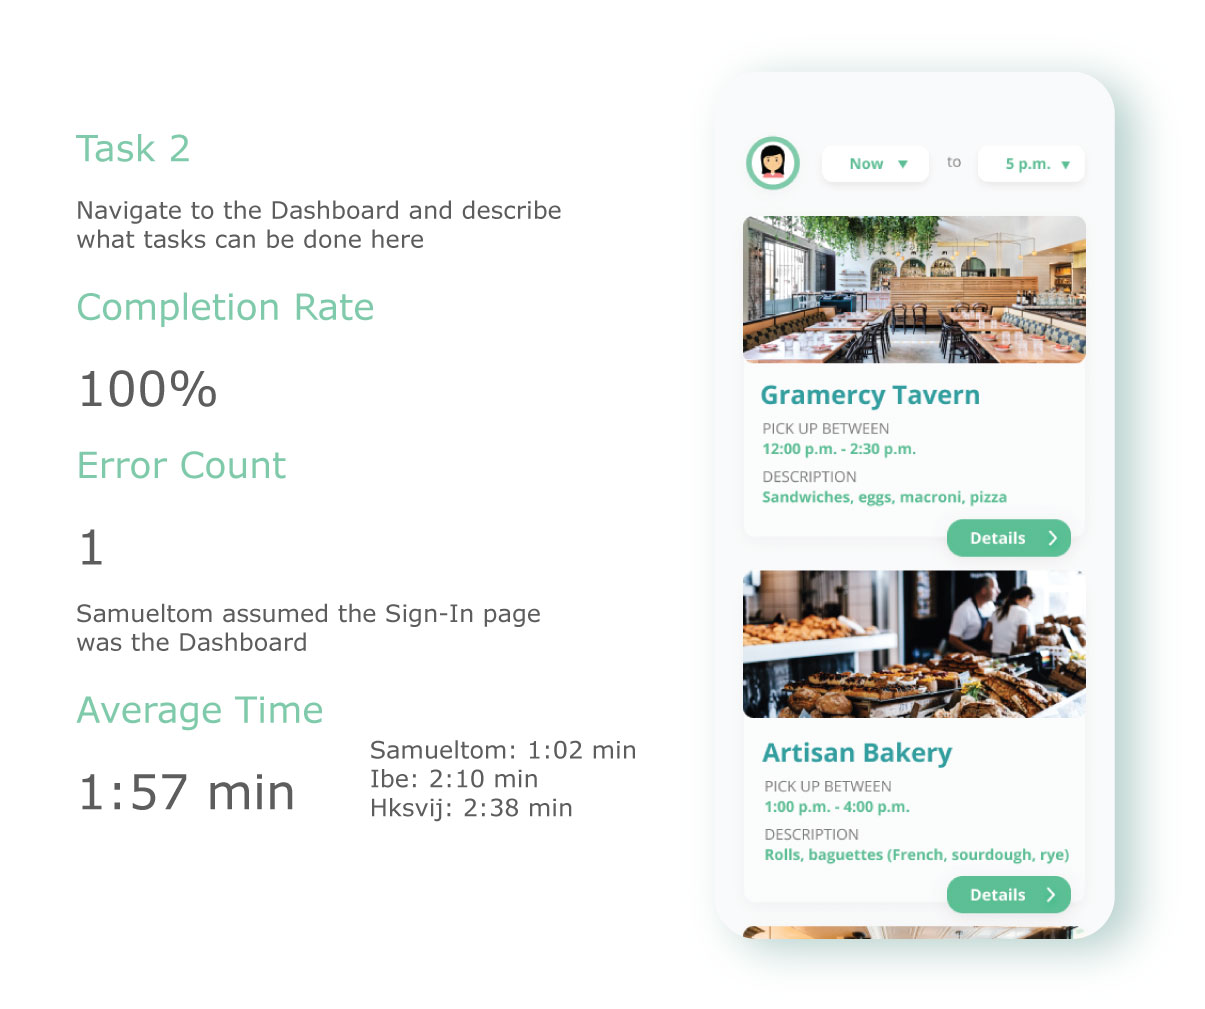 Task 2
Navigate to the Dashboard and describe
what tasks can be done here
Completion Rate
100%
Error Count
1
Samueltom assumed the Sign-In page
was the Dashboard
Average Time
1:57 min
Samueltom: 1:02 min
Ibe: 2:10 min
Hksvij: 2:38 min
Now to 5 p.m.
Gramercy Tavern
PICK UP BETWEEN
12:00 p.m. - 2:30 p.m.
DESCRIPTION
Sandwiches, eggs, macroni, pizza
Details
Artisan Bakery
PICK UP BETWEEN
1:00 p.m. - 4:00 p.m.
DESCRIPTION
Rolls, baguettes (French, sourdough, rye)
Details